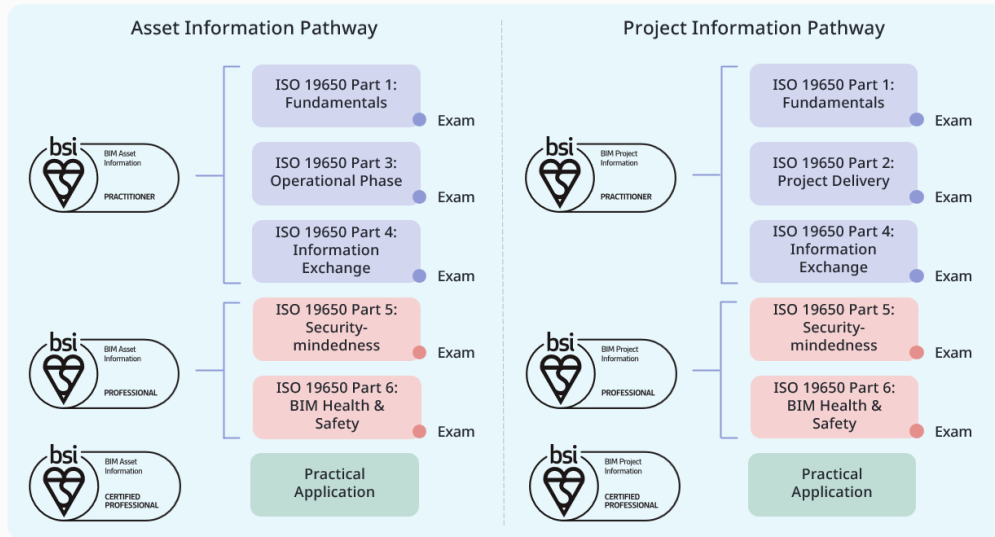 Asset Information Pathway
ISO 19650 Part 1:
Fundamentals
Exam
bsi
BIM Asset
Information
PRACTITIONER
ISO 19650 Part 3:
Operational Phase
Exam
ISO 19650 Part 4:
Information
Exchange
Exam
ISO 19650 Part 5:
Security-
mindedness
Exam
bsi
BIM Asset
Information
PROFESSIONAL
ISO 19650 Part 6:
BIM Health &
Safety
Exam
bsi
BIM Asset
Information
CERTIFIED
PROFESSIONAL
Practical
Application
Project Information Pathway
ISO 19650 Part 1:
Fundamentals
Exam
bsi
BIM Project
Information
PRACTITIONER
ISO 19650 Part 2:
Project Delivery
Exam
ISO 19650 Part 4:
Information
Exchange
Exam
ISO 19650 Part 5:
Security-
mindedness
Exam
bsi
BIM Project
Information
PROFESSIONAL
ISO 19650 Part 6:
BIM Health &
Safety
Exam
bsi
BIM Project
Information
CERTIFIED
PROFESSIONAL
Practical
Application